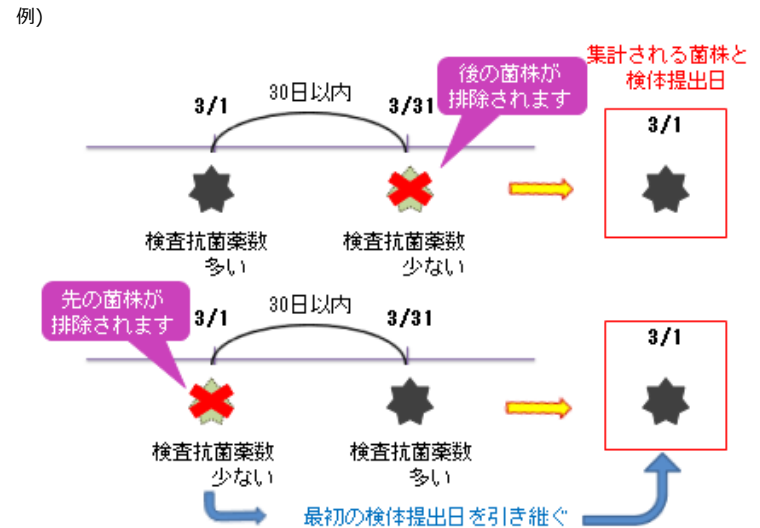 例)
集計される菌株と
検体提出日
後の菌株が
排除されます
30日以内
3/1
3/31
3/1
検査抗菌薬数
多い
検査抗菌薬数
少ない
先の菌株が
排除されます
30日以内
3/1
3/31
3/1
検査抗菌薬数
少ない
検査抗菌薬数
多い
最初の検体提出日を引き継ぐ